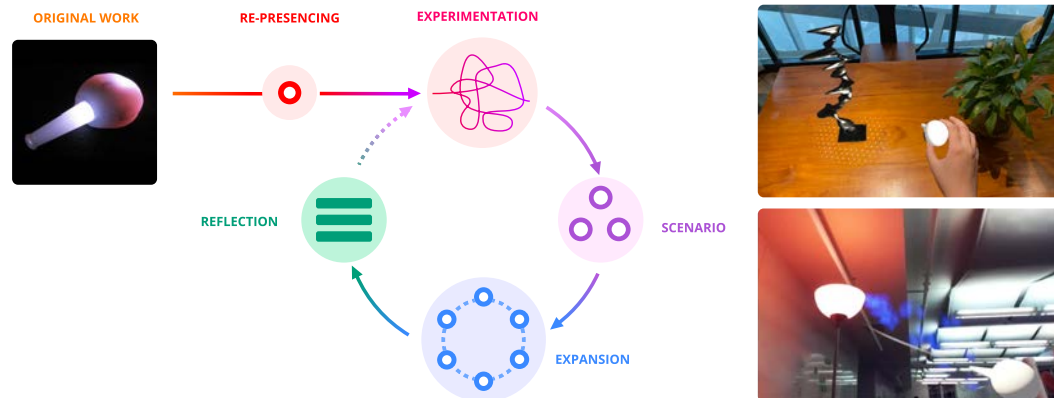 ORIGINAL WORK
RE-PRESENCING
EXPERIMENTATION
REFLECTION
SCENARIO
EXPANSION